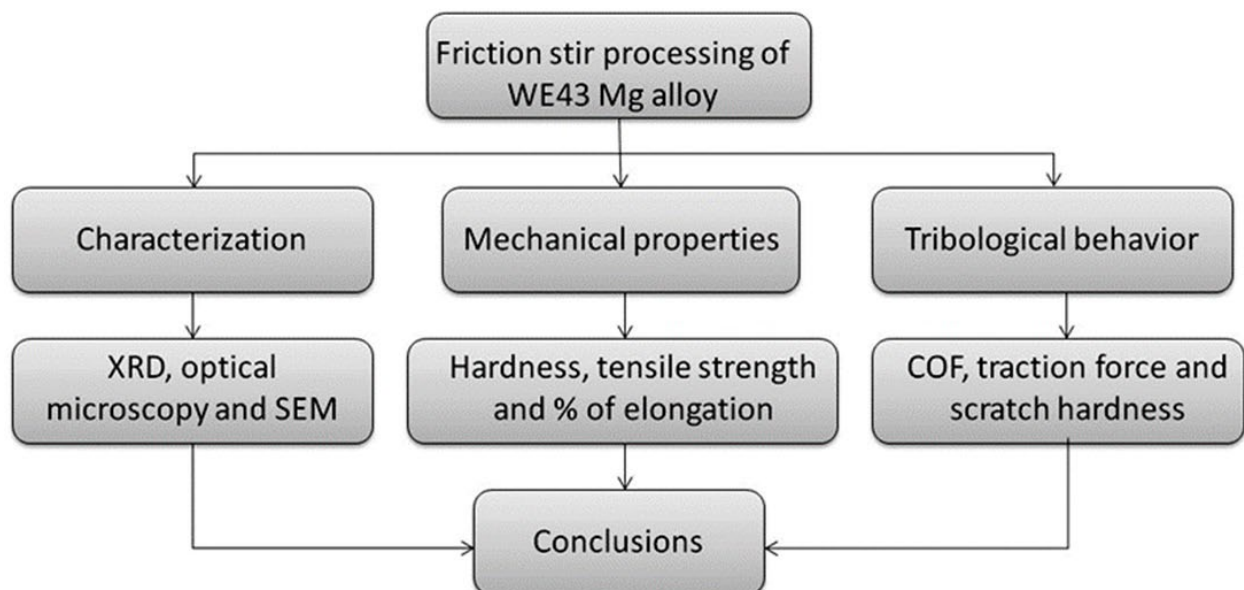 Friction stir processing of
WE43 Mg alloy
Characterization
Mechanical properties
Tribological behavior
XRD, optical
microscopy and SEM
Hardness, tensile strength
and % of elongation
COF, traction force and
scratch hardness
Conclusions